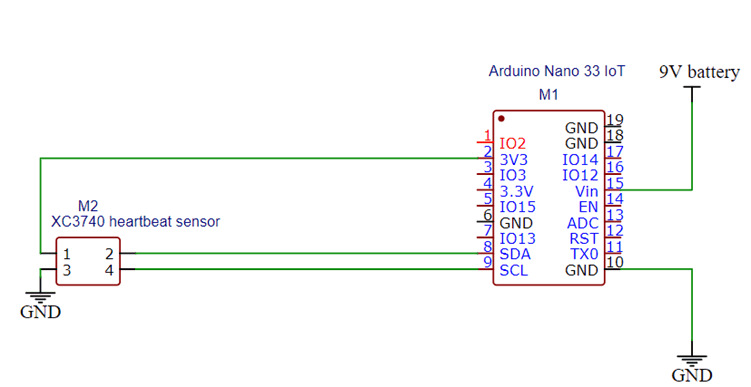 Arduino Nano 33 IoT
9V battery
M1
1 IO2
2 3V3
3 IO3
4 3.3V
5 IO15
6 GND
7 IO13
8 SDA
9 SCL
GND 19
GND 18
IO14 17
IO12 16
Vin 15
EN 14
ADC 13
RST 12
TX0 11
GND 10
M2
XC3740 heartbeat sensor
1 2
3 4
GND
GND